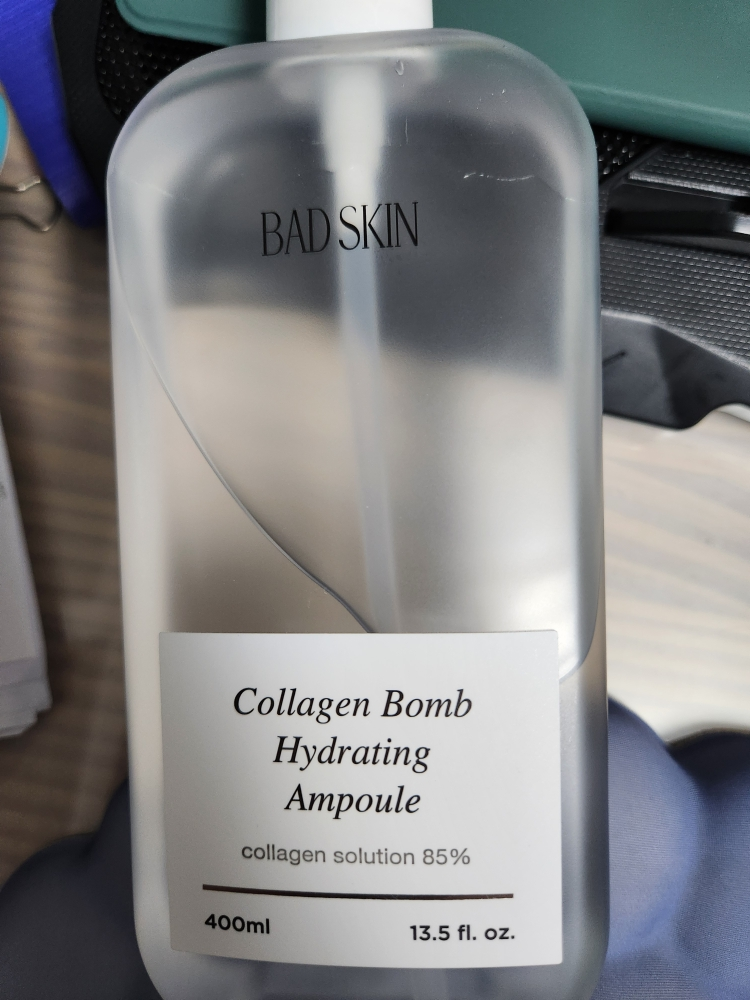 BAD SKIN
Collagen Bomb
Hydrating
Ampoule
collagen solution 85%
400ml 13.5 fl. oz.